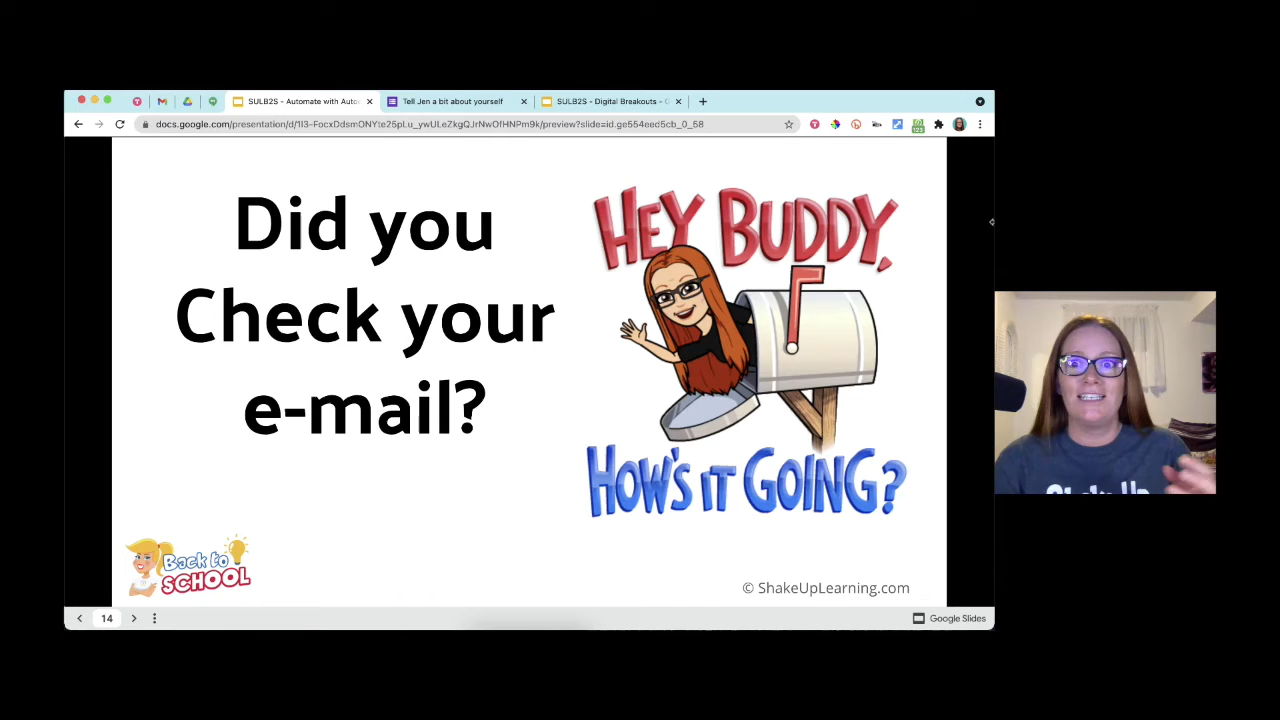 SULB2S - Automate with Autoc
Tell Jen a bit about yourself
SULB2S - Digital Breakouts - G
Did you
Check your
e-mail?
HEY BUDDY,
HOW'S IT GOING?
Back to
SCHOOL
© ShakeUpLearning.com
14
Google Slides